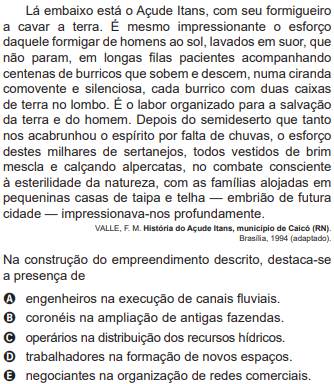 Lá embaixo está o Açude Itans, com seu formigueiro
a cavar a terra. É mesmo impressionante o esforço
daquele formigar de homens ao sol, lavados em suor, que
não param, em longas filas pacientes acompanhando
centenas de burricos que sobem e descem, numa ciranda
comovente e silenciosa, cada burrico com duas caixas
de terra no lombo. É o labor organizado para a salvação
da terra e do homem. Depois do semideserto que tanto
nos acabrunhou o espírito por falta de chuvas, o esforço
destes milhares de sertanejos, todos vestidos de brim
mescla e calçando alpercatas, no combate consciente
à esterilidade da natureza, com as famílias alojadas em
pequeninas casas de taipa e telha — embrião de futura
cidade — impressionava-nos profundamente.
VALLE, F. M. História do Açude Itans, município de Caicó (RN).
Brasília, 1994 (adaptado).
Na construção do empreendimento descrito, destaca-se
a presença de
A engenheiros na execução de canais fluviais.
B coronéis na ampliação de antigas fazendas.
C operários na distribuição dos recursos hídricos.
D trabalhadores na formação de novos espaços.
E negociantes na organização de redes comerciais.